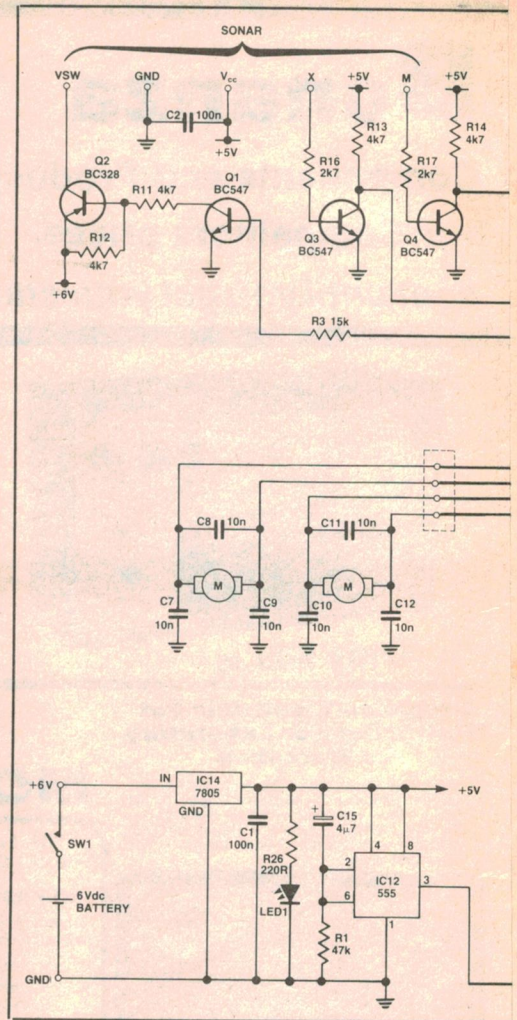 SONAR
VSW GND Vcc X +5V M +5V
C2 100n
+5V
R13 4k7
R14 4k7
R16 2k7
R17 2k7
Q2 BC328
R11 4k7
Q1 BC547
R12 4k7
+6V
Q3 BC547
Q4 BC547
R3 15k
C8 10n
C11 10n
M
M
C7 10n
C9 10n
C10 10n
C12 10n
+6V
IN
IC14 7805
GND
+5V
SW1
C1 100n
R26 220R
LED1
+
C15 4µ7
4
8
2
6
3
1
IC12 555
6Vdc BATTERY
R1 47k
GND